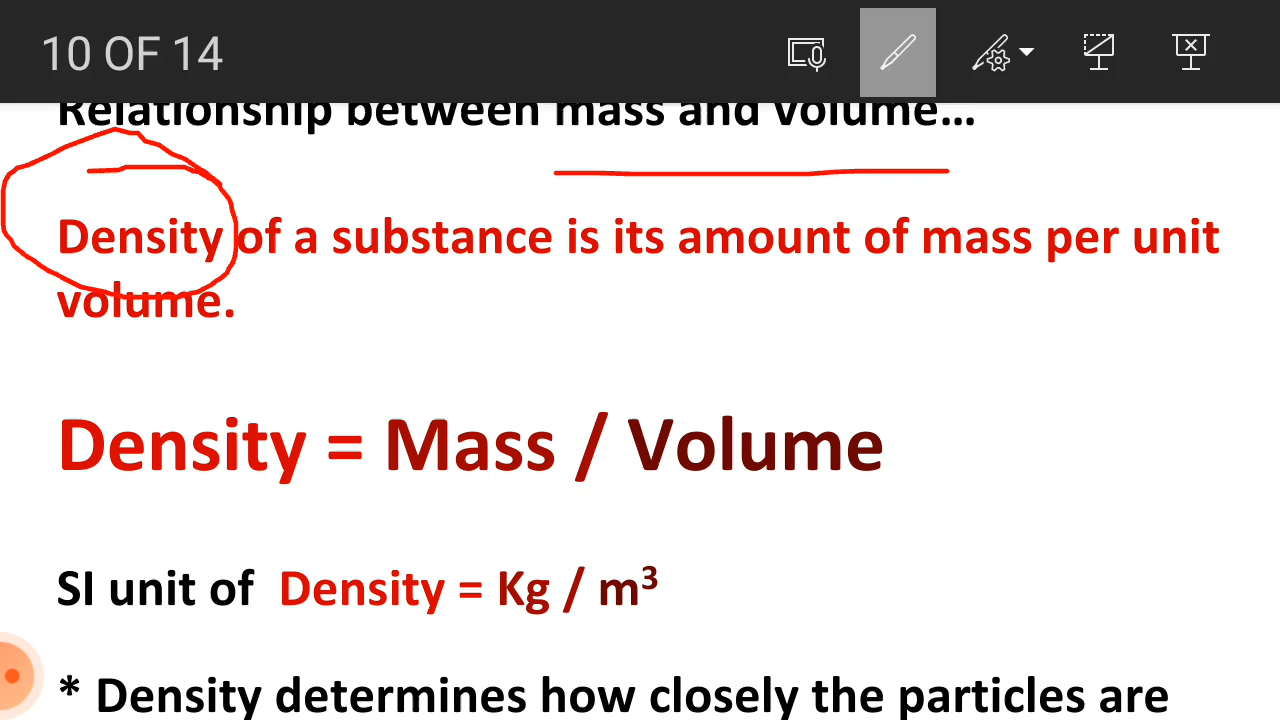 10 OF 14
Relationship between mass and volume...
Density of a substance is its amount of mass per unit
volume.
Density = Mass / Volume
SI unit of Density = Kg / m³
* Density determines how closely the particles are